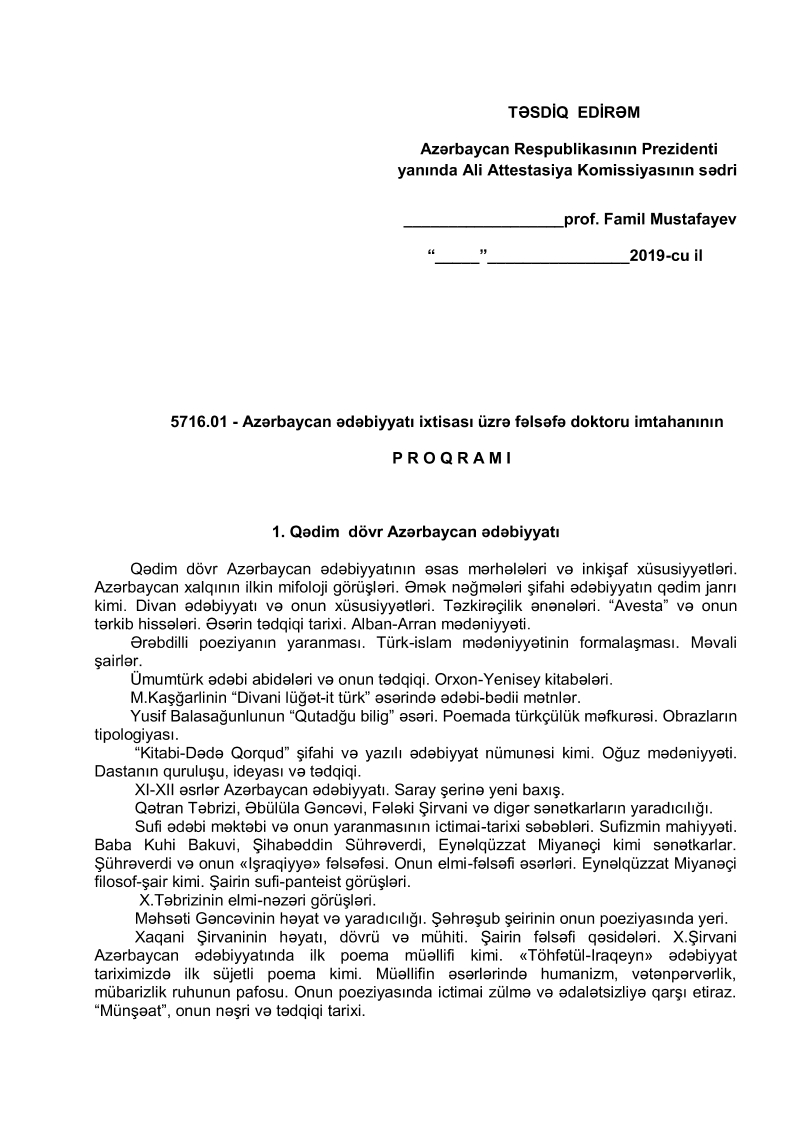 TƏSDİQ EDİRƏM
Azərbaycan Respublikasının Prezidenti
yanında Ali Attestasiya Komissiyasının sədri
__________________prof. Famil Mustafayev
“_____”________________2019-cu il
5716.01 - Azərbaycan ədəbiyyatı ixtisası üzrə fəlsəfə doktoru imtahanının
P R O Q R A M I
1. Qədim dövr Azərbaycan ədəbiyyatı
Qədim dövr Azərbaycan ədəbiyyatının əsas mərhələləri və inkişaf xüsusiyyətləri.
Azərbaycan xalqının ilkin mifoloji görüşləri. Əmək nəğmələri şifahi ədəbiyyatın qədim janrı
kimi. Divan ədəbiyyatı və onun xüsusiyyətləri. Təzkirəçilik ənənələri. “Avesta” və onun
tərkib hissələri. Əsərin tədqiqi tarixi. Alban-Arran mədəniyyəti.
Ərəbdilli poeziyanın yaranması. Türk-islam mədəniyyətinin formalaşması. Məvali
şairlər.
Ümumtürk ədəbi abidələri və onun tədqiqi. Orxon-Yenisey kitabələri.
M.Kaşğarlinin “Divani lüğət-it türk” əsərində ədəbi-bədii mətnlər.
Yusif Balasağunlunun “Qutadğu bilig” əsəri. Poemada türkçülük məfkurəsi. Obrazların
tipologiyası.
“Kitabi-Dədə Qorqud” şifahi və yazılı ədəbiyyat nümunəsi kimi. Oğuz mədəniyyəti.
Dastanın quruluşu, ideyası və tədqiqi.
XI-XII əsrlər Azərbaycan ədəbiyyatı. Saray şerinə yeni baxış.
Qətran Təbrizi, Əbülüla Gəncəvi, Fələki Şirvani və digər sənətkarların yaradıcılığı.
Sufi ədəbi məktəbi və onun yaranmasının ictimai-tarixi səbəbləri. Sufizmin mahiyyəti.
Baba Kuhi Bakuvi, Şihabəddin Sührəverdi, Eynəlqüzzat Miyanəçi kimi sənətkarlar.
Şührəverdi və onun «Işraqiyyə» fəlsəfəsi. Onun elmi-fəlsəfi əsərləri. Eynəlqüzzat Miyanəçi
filosof-şair kimi. Şairin sufi-panteist görüşləri.
X.Təbrizinin elmi-nəzəri görüşləri.
Məhsəti Gəncəvinin həyat və yaradıcılığı. Şəhrəşub şeirinin onun poeziyasında yeri.
Xaqani Şirvaninin həyatı, dövrü və mühiti. Şairin fəlsəfi qəsidələri. X.Şirvani
Azərbaycan ədəbiyyatında ilk poema müəllifi kimi. «Töhfətül-Iraqeyn» ədəbiyyat
tariximizdə ilk süjetli poema kimi. Müəllifin əsərlərində humanizm, vətənpərvərlik,
mübarizlik ruhunun pafosu. Onun poeziyasında ictimai zülmə və ədalətsizliyə qarşı etiraz.
“Münşəat”, onun nəşri və tədqiqi tarixi.